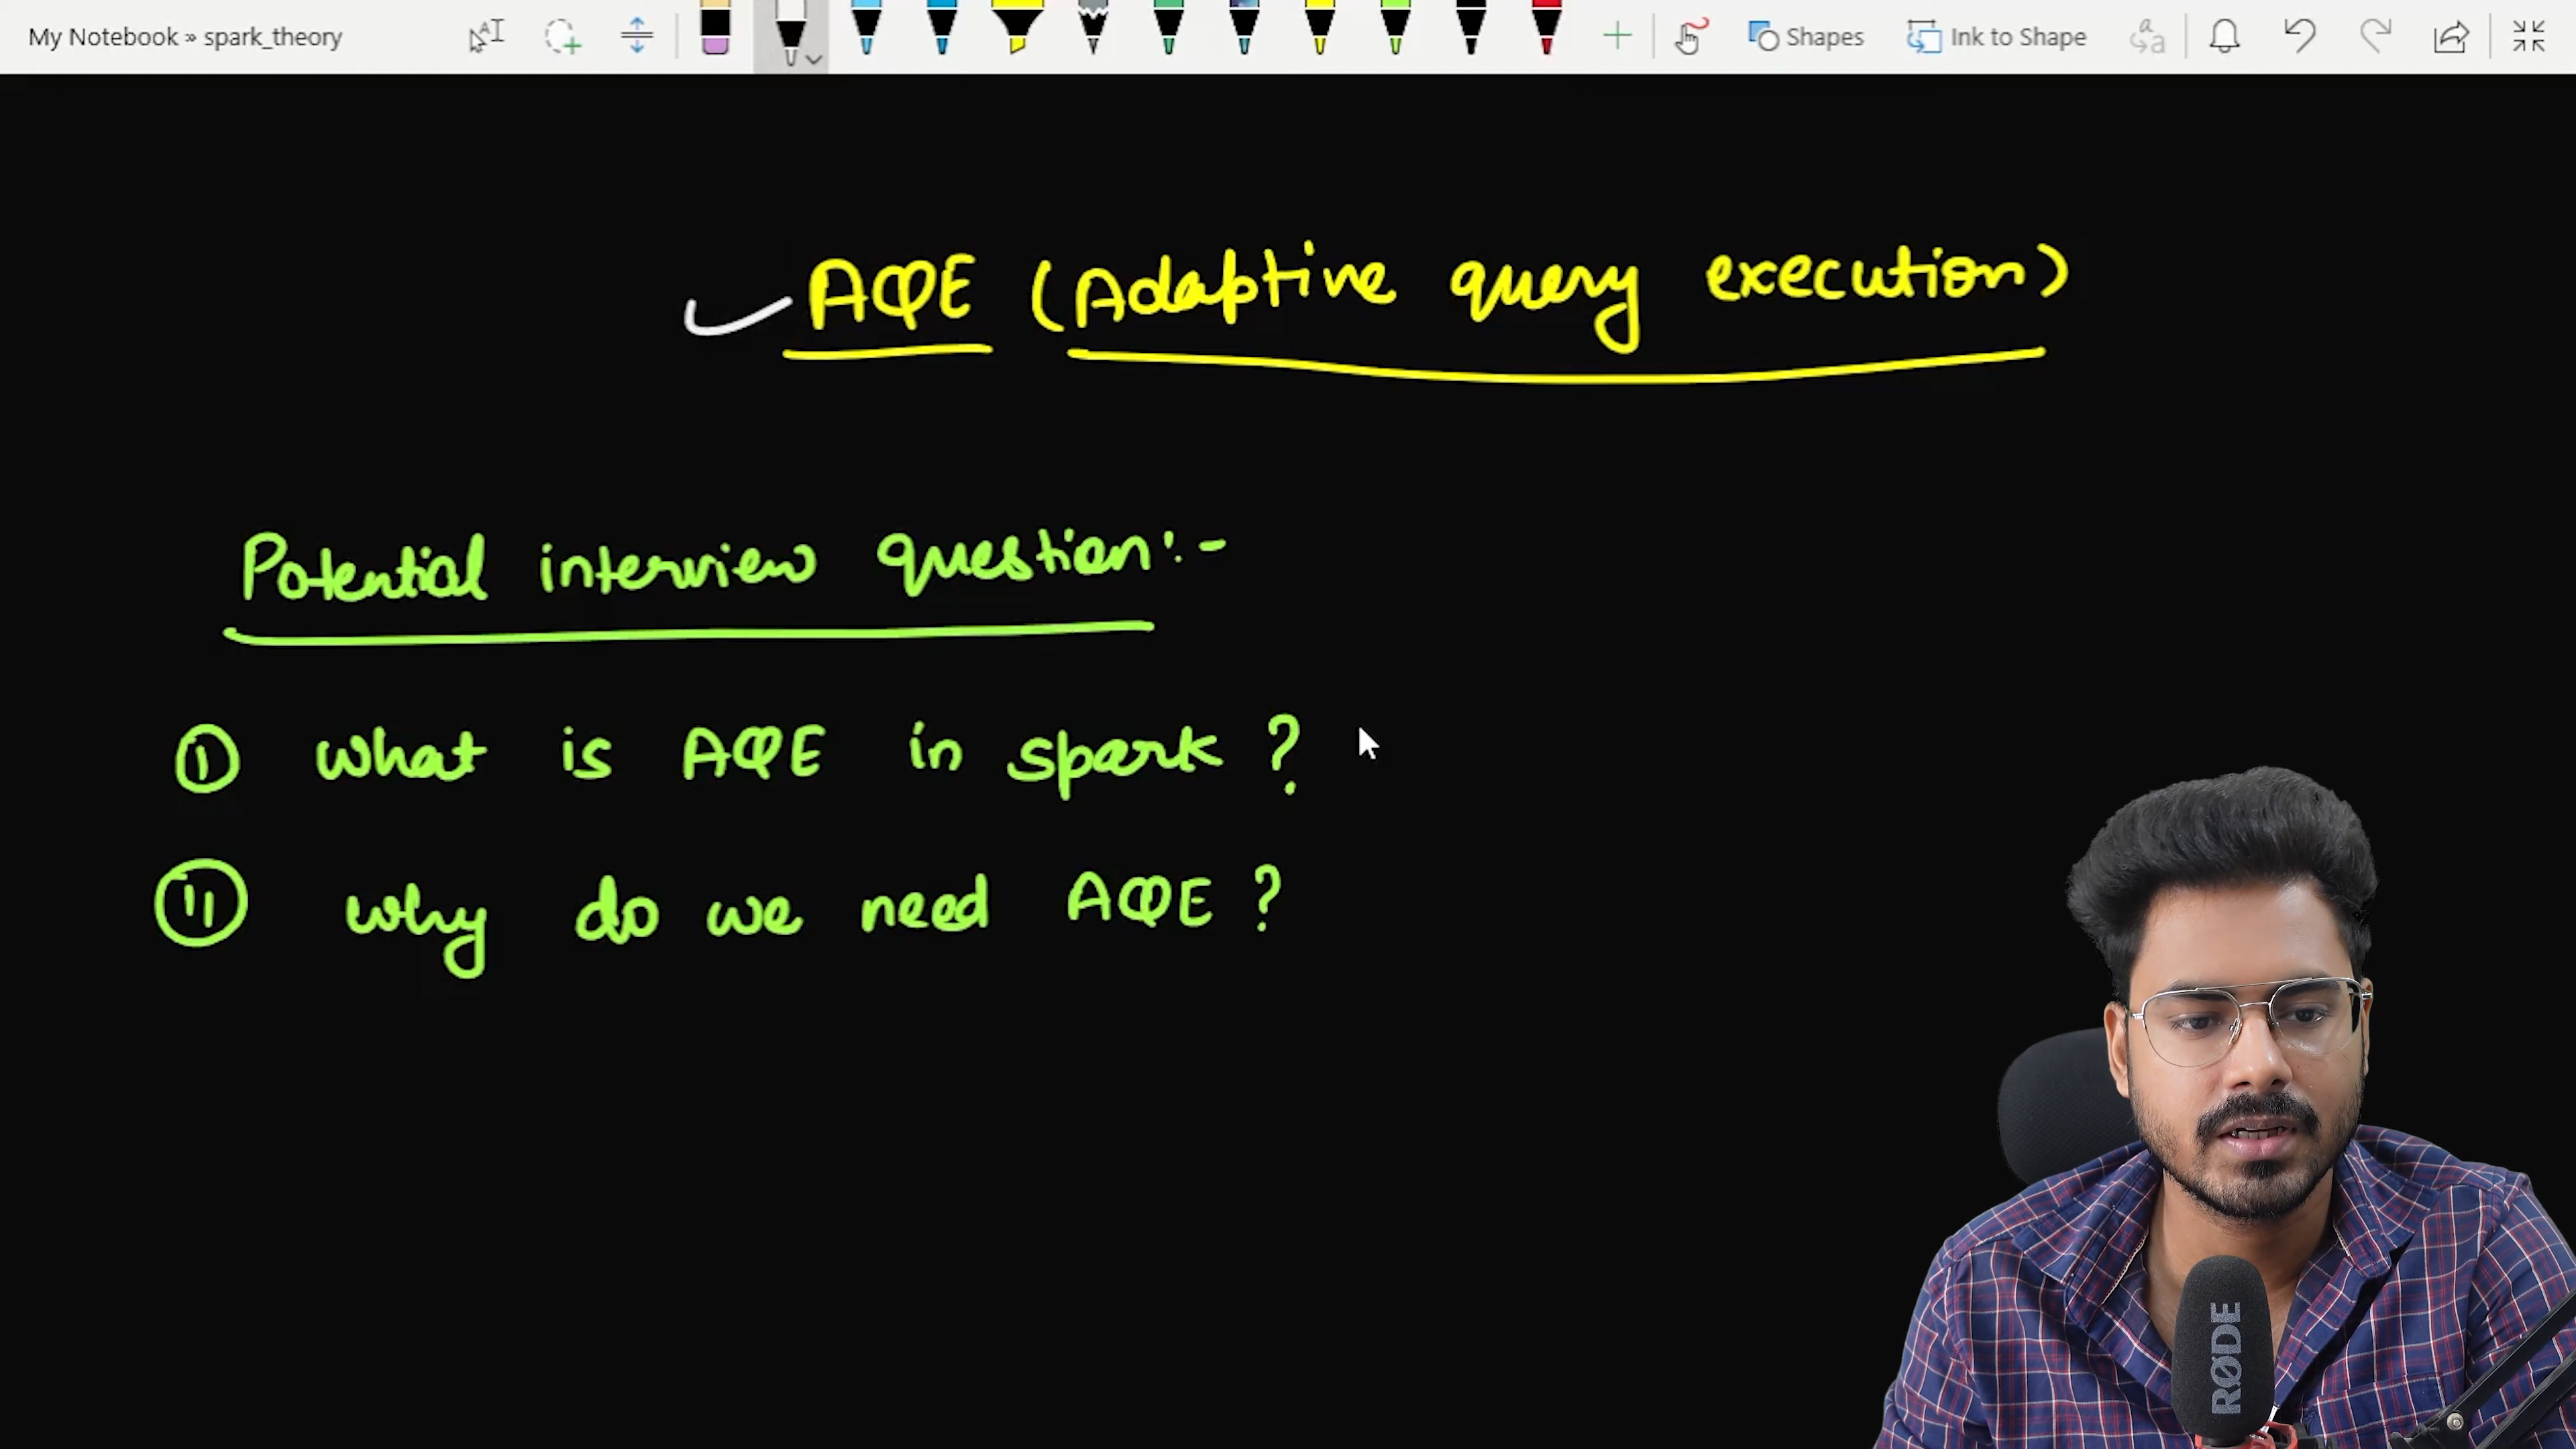 My Notebook » spark_theory
Shapes
Ink to Shape
AQE (Adaptive query execution)
Potential interview question:-
① What is AQE in spark ?
② why do we need AQE ?
RØDE